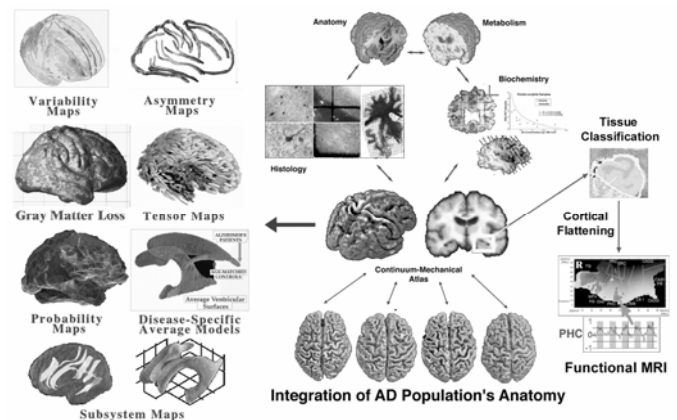 Variability
Maps
Asymmetry
Maps
Gray Matter Loss
Tensor Maps
Probability
Maps
ALZHEIMER'S
PATIENTS
AGE-MATCHED
CONTROLS
Average Ventricular
Surfaces
Disease-Specific
Average Models
Subsystem Maps
Anatomy
Metabolism
Biochemistry
Histology
Continuum-Mechanical
Atlas
Integration of AD Population's Anatomy
Tissue
Classification
Cortical
Flattening
R
PHC
Functional MRI